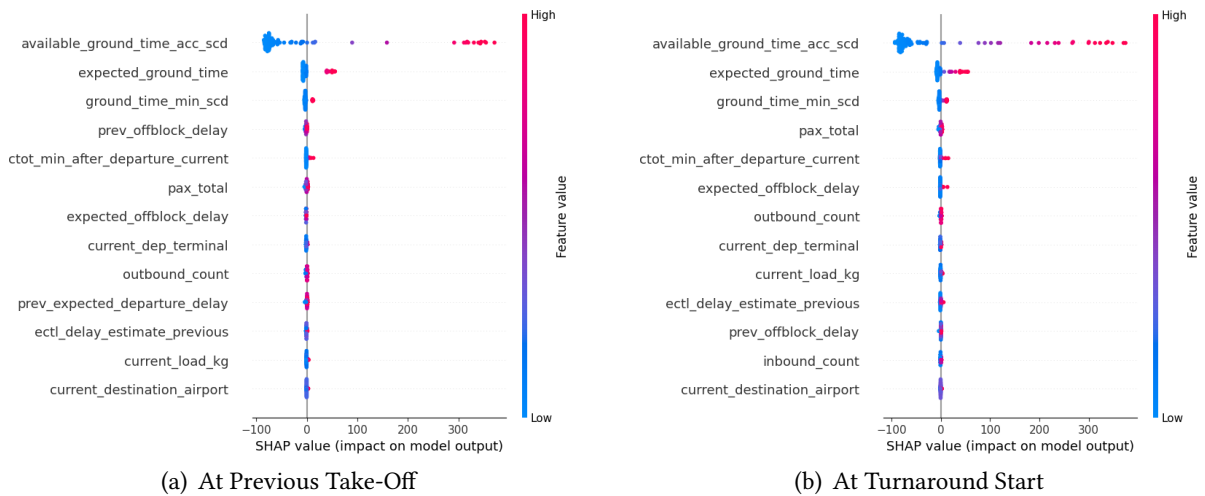 High
available_ground_time_acc_scd
expected_ground_time
ground_time_min_scd
prev_offblock_delay
ctot_min_after_departure_current
pax_total
expected_offblock_delay
current_dep_terminal
outbound_count
prev_expected_departure_delay
ectl_delay_estimate_previous
current_load_kg
current_destination_airport
Feature value
Low
−100 0 100 200 300
SHAP value (impact on model output)
(a) At Previous Take-Off
High
available_ground_time_acc_scd
expected_ground_time
ground_time_min_scd
pax_total
ctot_min_after_departure_current
expected_offblock_delay
outbound_count
current_dep_terminal
current_load_kg
ectl_delay_estimate_previous
prev_offblock_delay
inbound_count
current_destination_airport
Feature value
Low
−100 0 100 200 300
SHAP value (impact on model output)
(b) At Turnaround Start